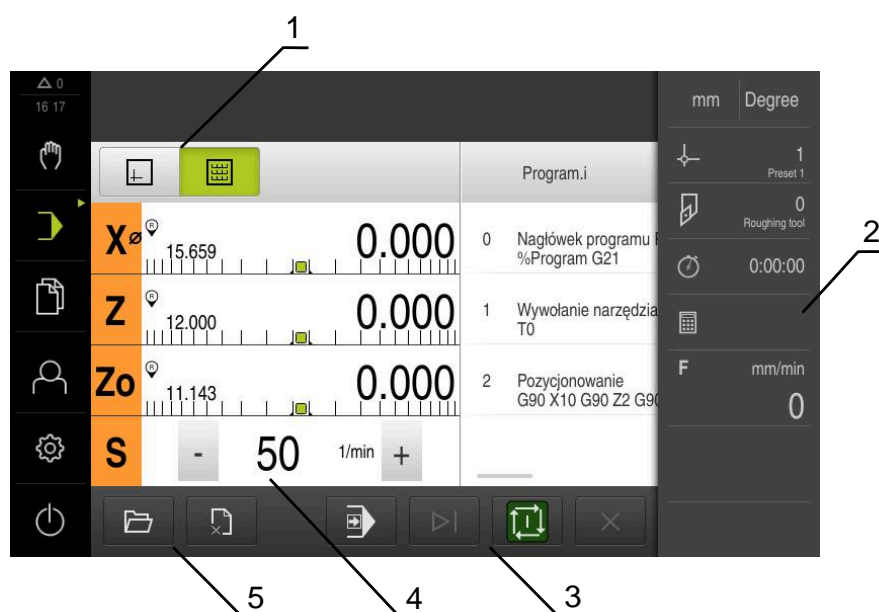 1
△ 0
16 17
mm Degree
Program.i
1
Preset 1
0
Roughing tool
2
X⌀ R 15.659 0.000
0 Nagłówek programu
%Program G21
0:00:00
Z R 12.000 0.000
1 Wywołanie narzędzia
T0
F mm/min
0
Zo R 11.143 0.000
2 Pozycjonowanie
G90 X10 G90 Z2 G90
S - 50 1/min +
5
4
3